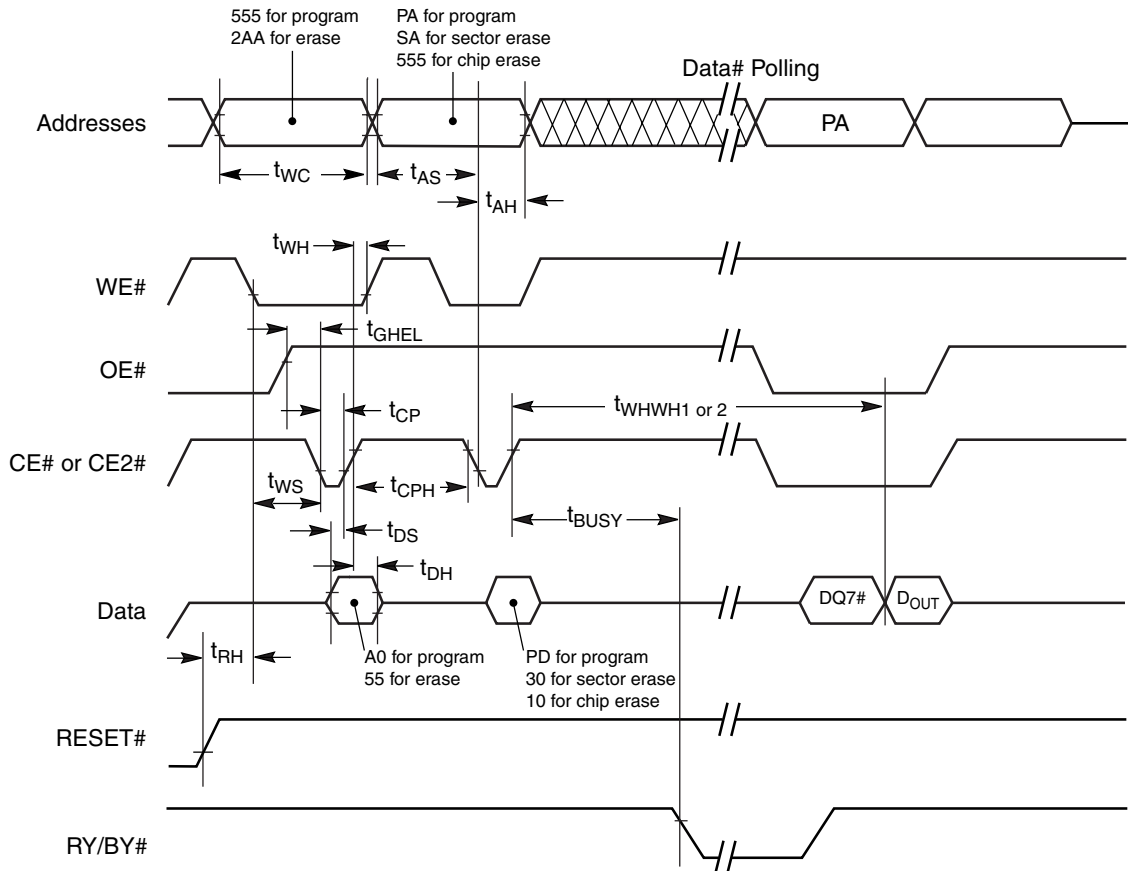 555 for program
2AA for erase
PA for program
SA for sector erase
555 for chip erase
Data# Polling
Addresses
PA
tWC
tAS
tAH
tWH
WE#
tGHEL
OE#
tCP
tWHWH1 or 2
CE# or CE2#
tWS
tCPH
tDS
tBUSY
tDH
Data
DQ7#
DOUT
tRH
A0 for program
55 for erase
PD for program
30 for sector erase
10 for chip erase
RESET#
RY/BY#